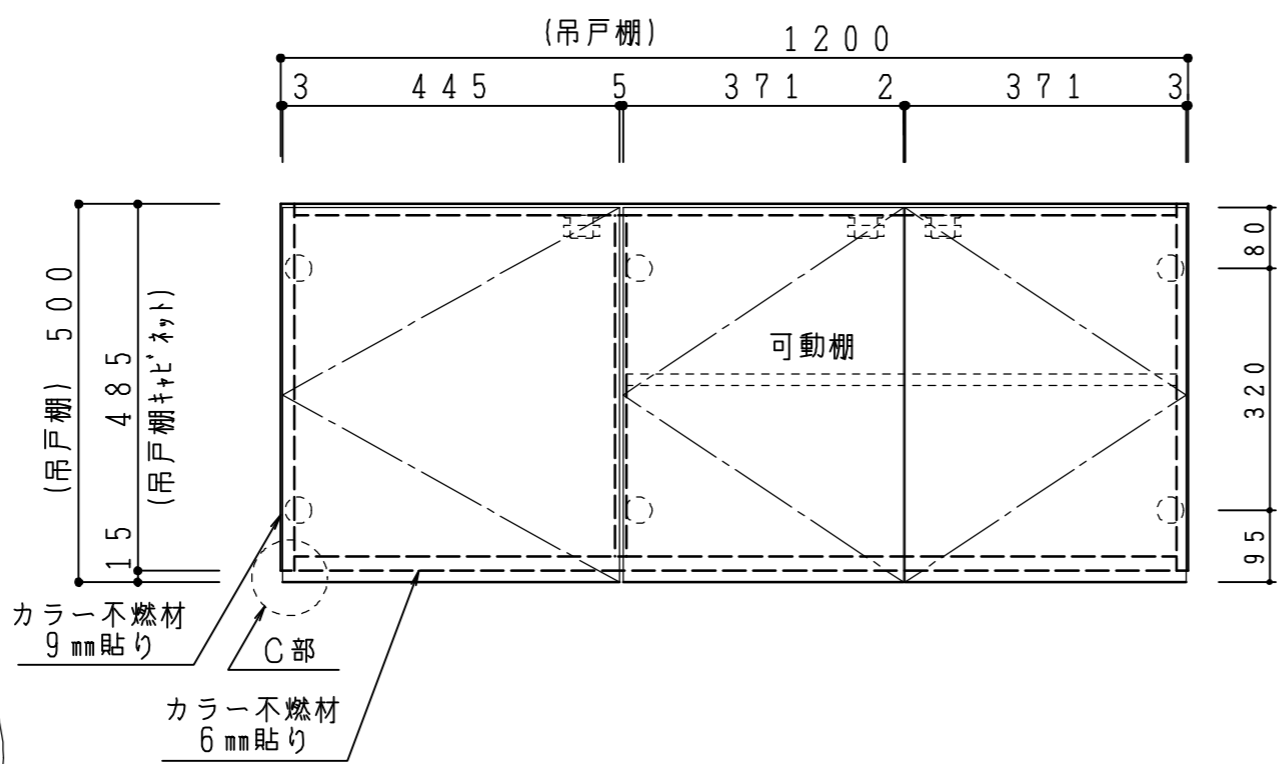 (吊戸棚) 1200
3 445 5 371 2 371 3
(吊戸棚) 500
485
(吊戸棚ｷｬﾋﾞﾈｯﾄ)
15
80
320
95
可動棚
カラー不燃材
9㎜貼り
C部
カラー不燃材
6㎜貼り